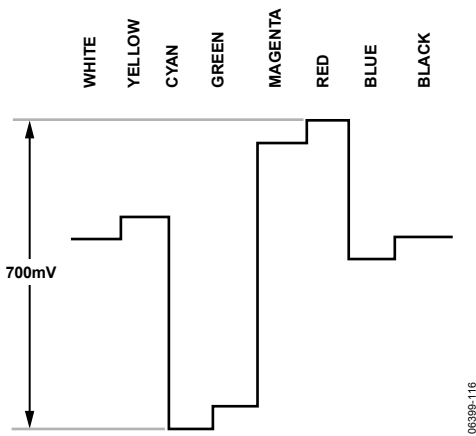 WHITE
YELLOW
CYAN
GREEN
MAGENTA
RED
BLUE
BLACK
700mV
06399-116